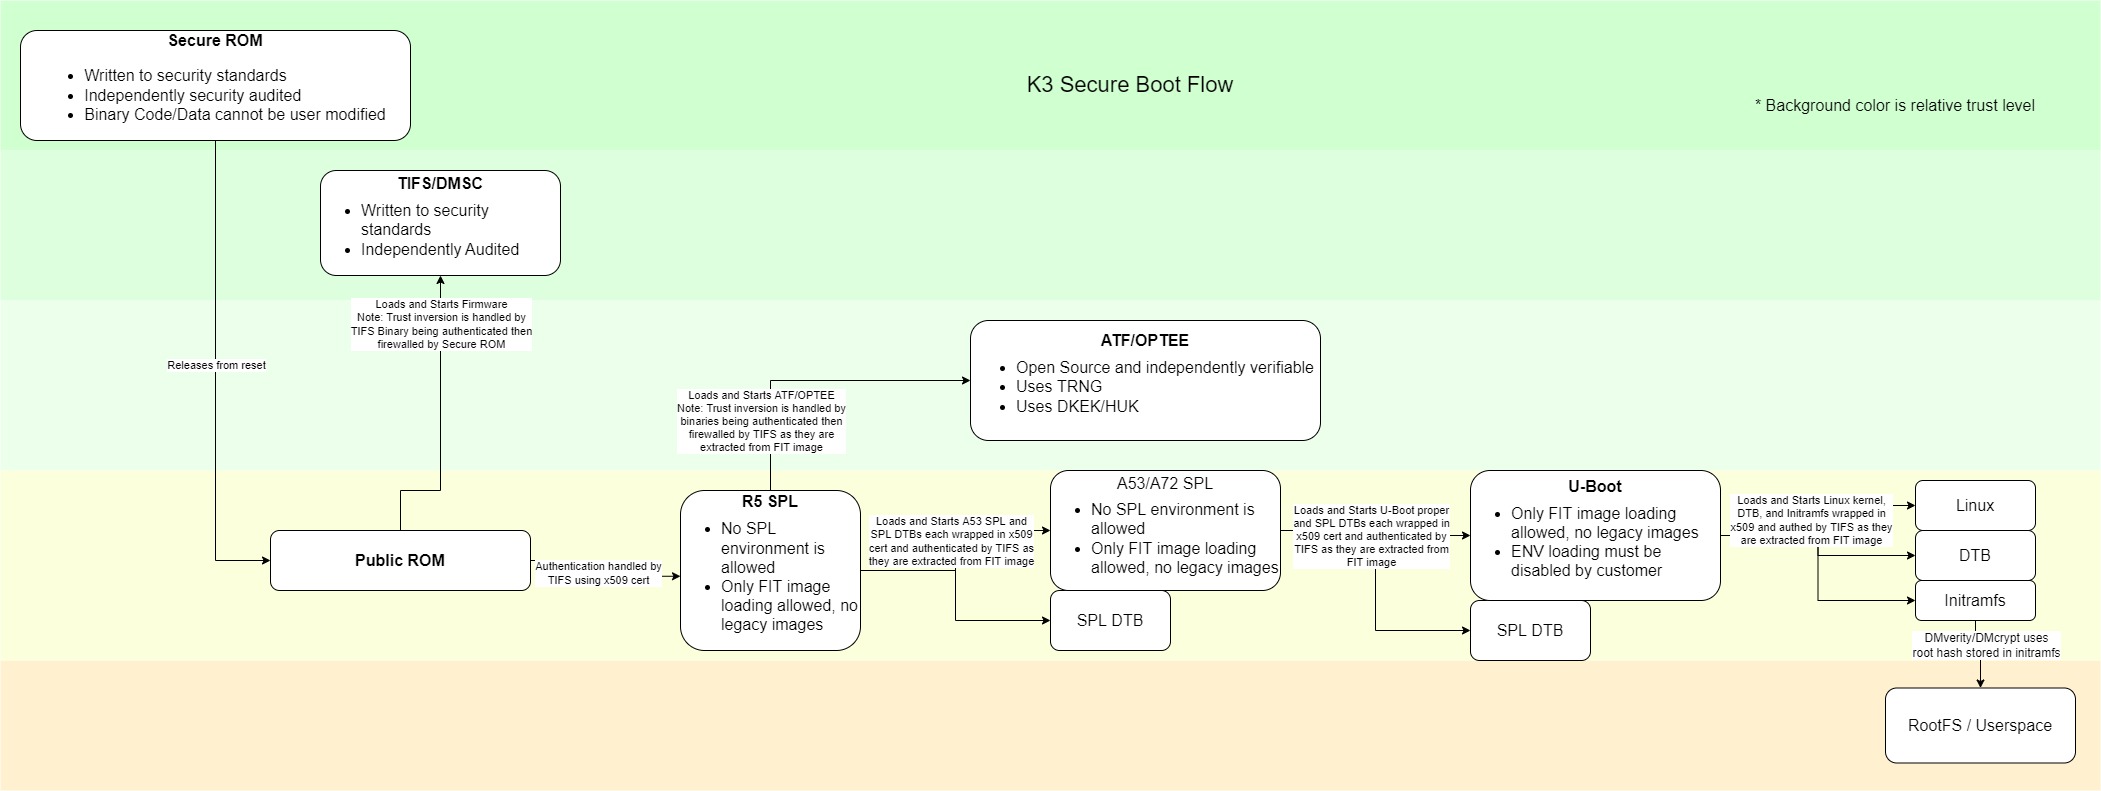 Secure ROM
• Written to security standards
• Independently security audited
• Binary Code/Data cannot be user modified
K3 Secure Boot Flow
* Background color is relative trust level
TIFS/DMSC
• Written to security
standards
• Independently Audited
Loads and Starts Firmware
Note: Trust inversion is handled by
TIFS Binary being authenticated then
firewalled by Secure ROM
Releases from reset
ATF/OPTEE
• Open Source and independently verifiable
• Uses TRNG
• Uses DKEK/HUK
Loads and Starts ATF/OPTEE
Note: Trust inversion is handled by
binaries being authenticated then
firewalled by TIFS as they are
extracted from FIT image
Public ROM
Authentication handled by
TIFS using x509 cert
R5 SPL
• No SPL
environment is
allowed
• Only FIT image
loading allowed, no
legacy images
Loads and Starts A53 SPL and
SPL DTBs each wrapped in x509
cert and authenticated by TIFS as
they are extracted from FIT image
A53/A72 SPL
• No SPL environment is
allowed
• Only FIT image loading
allowed, no legacy images
SPL DTB
Loads and Starts U-Boot proper
and SPL DTBs each wrapped in
x509 cert and authenticated by
TIFS as they are extracted from
FIT image
U-Boot
• Only FIT image loading
allowed, no legacy images
• ENV loading must be
disabled by customer
SPL DTB
Loads and Starts Linux kernel,
DTB, and Initramfs wrapped in
x509 and authed by TIFS as they
are extracted from FIT image
Linux
DTB
Initramfs
DMverity/DMcrypt uses
root hash stored in initramfs
RootFS / Userspace